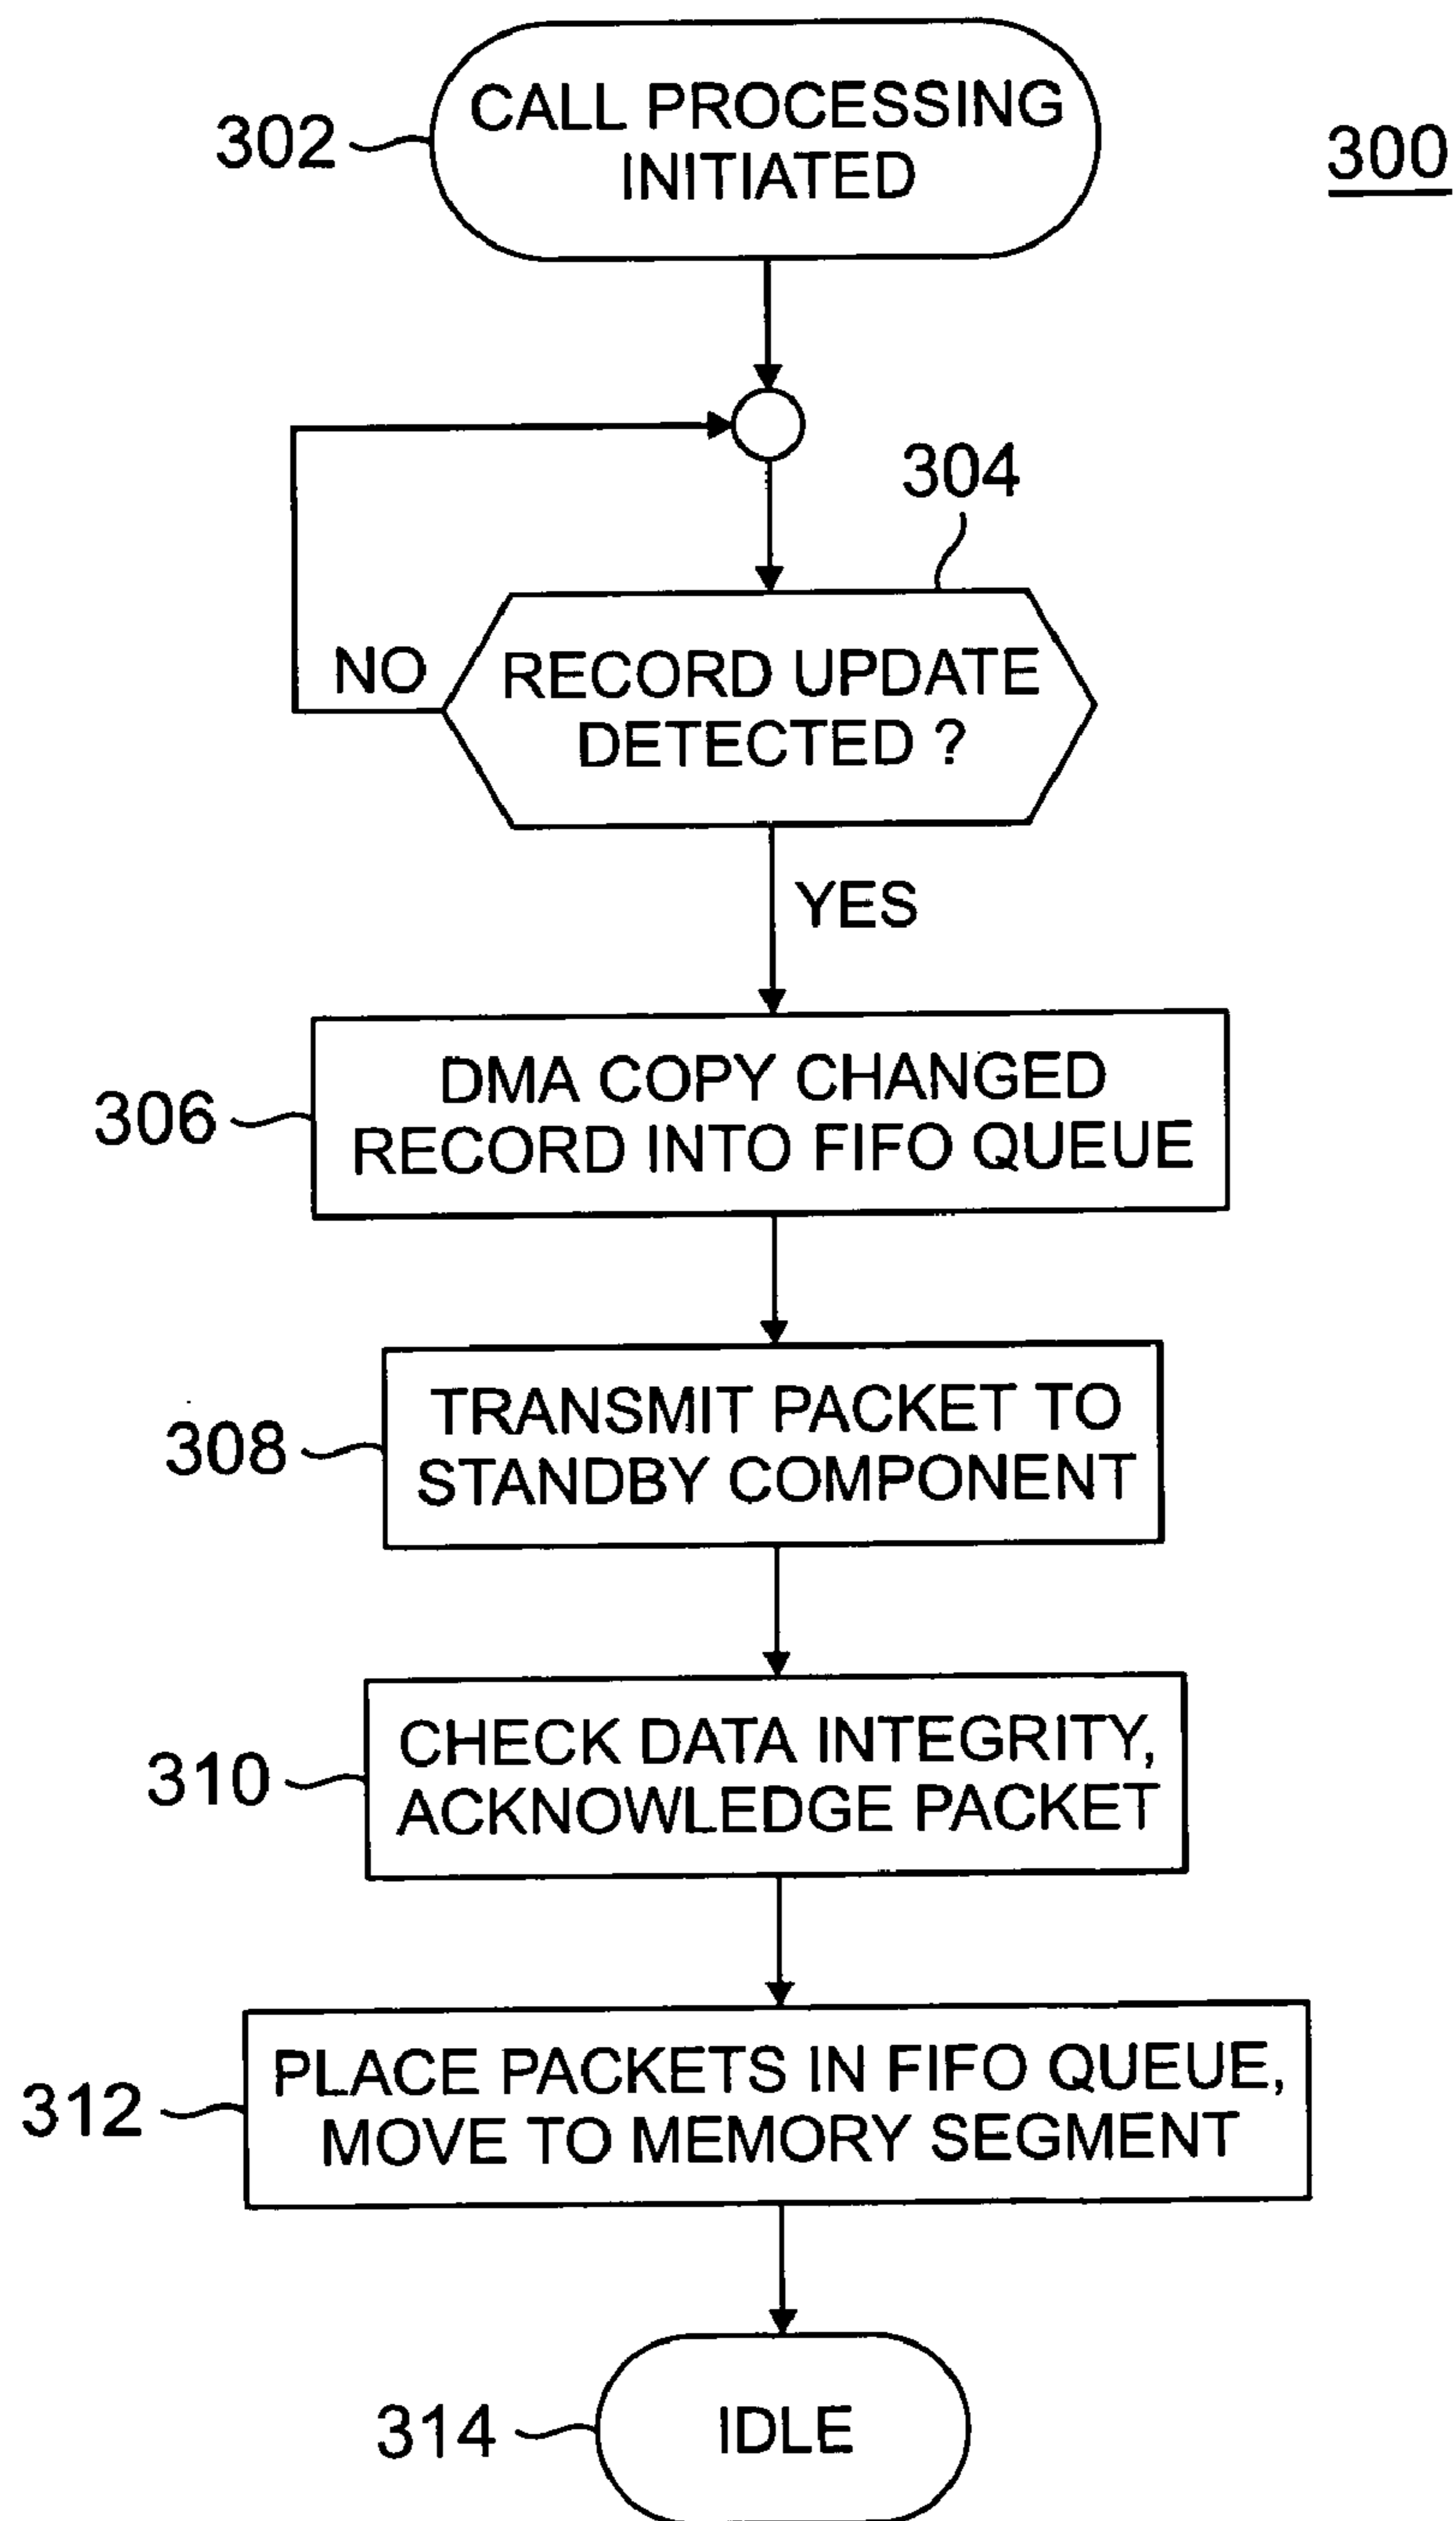 302
CALL PROCESSING
INITIATED
300
304
NO
RECORD UPDATE
DETECTED ?
YES
306
DMA COPY CHANGED
RECORD INTO FIFO QUEUE
308
TRANSMIT PACKET TO
STANDBY COMPONENT
310
CHECK DATA INTEGRITY,
ACKNOWLEDGE PACKET
312
PLACE PACKETS IN FIFO QUEUE,
MOVE TO MEMORY SEGMENT
314
IDLE